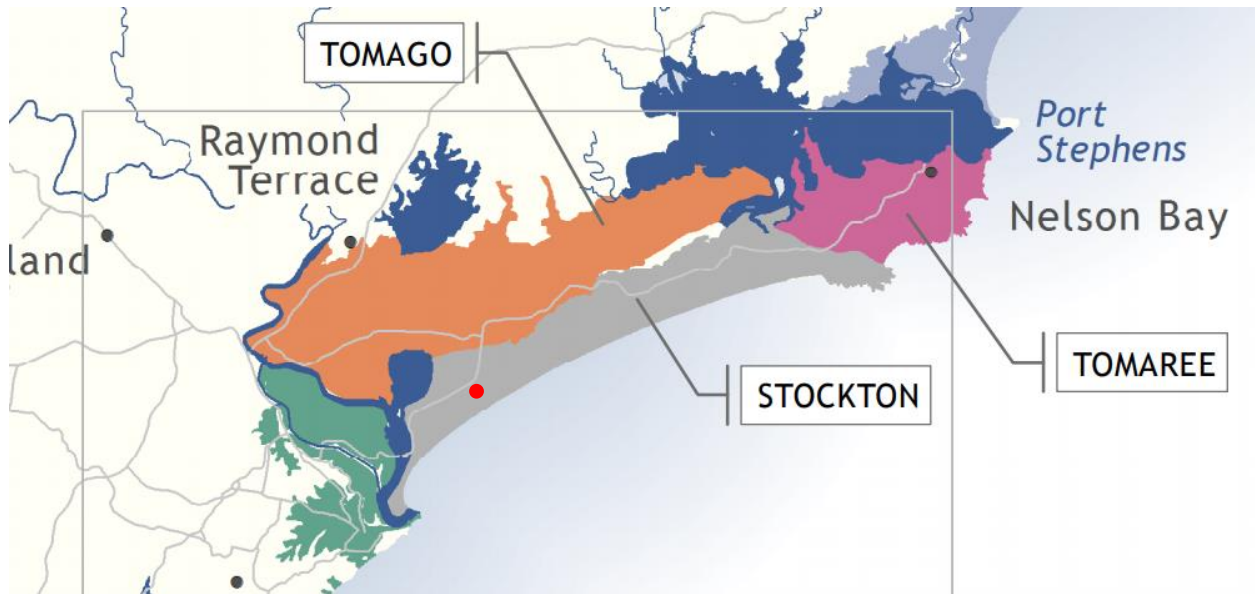 TOMAGO
Raymond
Terrace
Port
Stephens
Nelson Bay
land
TOMAREE
STOCKTON